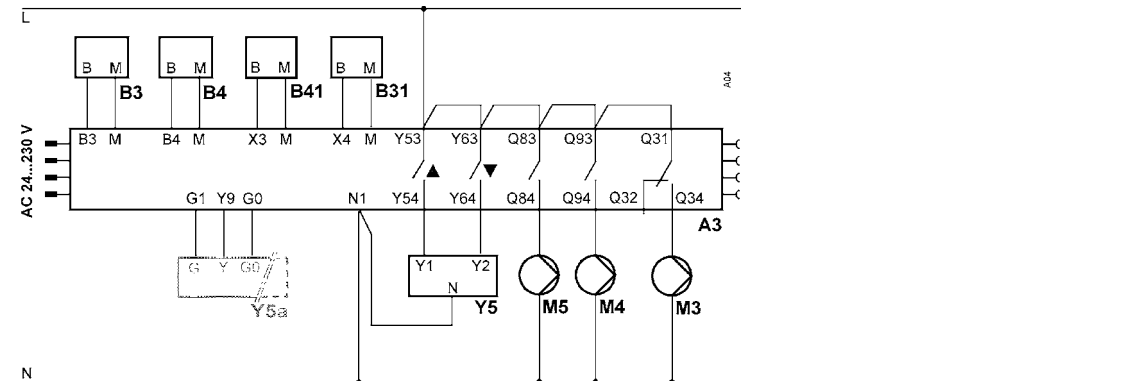 L
B M B M B M B M
B3 B4 B41 B31
A04
AC 24...230 V
B3 M B4 M X3 M X4 M Y53 Y63 Q83 Q93 Q31
G1 Y9 G0 N1 Y54 Y64 Q84 Q94 Q32 Q34
A3
G Y G0 Y1 Y2
N
Y5a Y5 M5 M4 M3
N